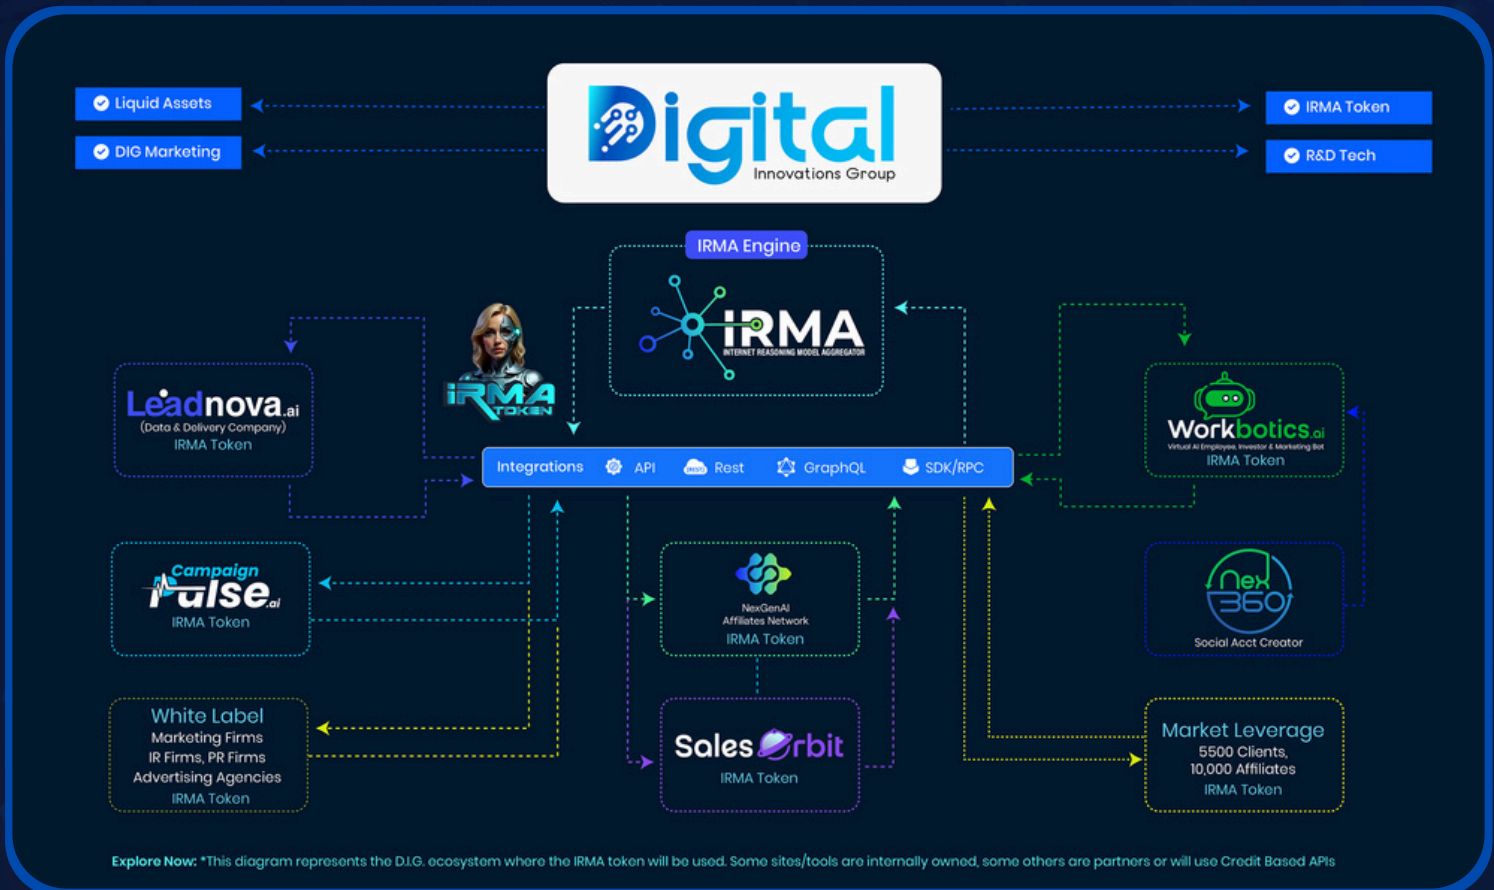 Liquid Assets
DIG Marketing
Digital
Innovations Group
IRMA Token
R&D Tech
IRMA Engine
IRMA
INTERNET REASONING MODEL AGGREGATOR
IRMA
TOKEN
Leadnova.ai
(Data & Delivery Company)
IRMA Token
Workbotics.ai
Virtual AI Employee, Investor & Marketing Bot
IRMA Token
Integrations API Rest GraphQL SDK/RPC
Campaign
Pulse.ai
IRMA Token
NexGenAI
Affiliates Network
IRMA Token
Nex
360
Social Acct Creator
White Label
Marketing Firms
IR Firms, PR Firms
Advertising Agencies
IRMA Token
Sales Orbit
IRMA Token
Market Leverage
5500 Clients,
10,000 Affiliates
IRMA Token
Explore Now: *This diagram represents the D.I.G. ecosystem where the IRMA token will be used. Some sites/tools are internally owned, some others are partners or will use Credit Based APIs